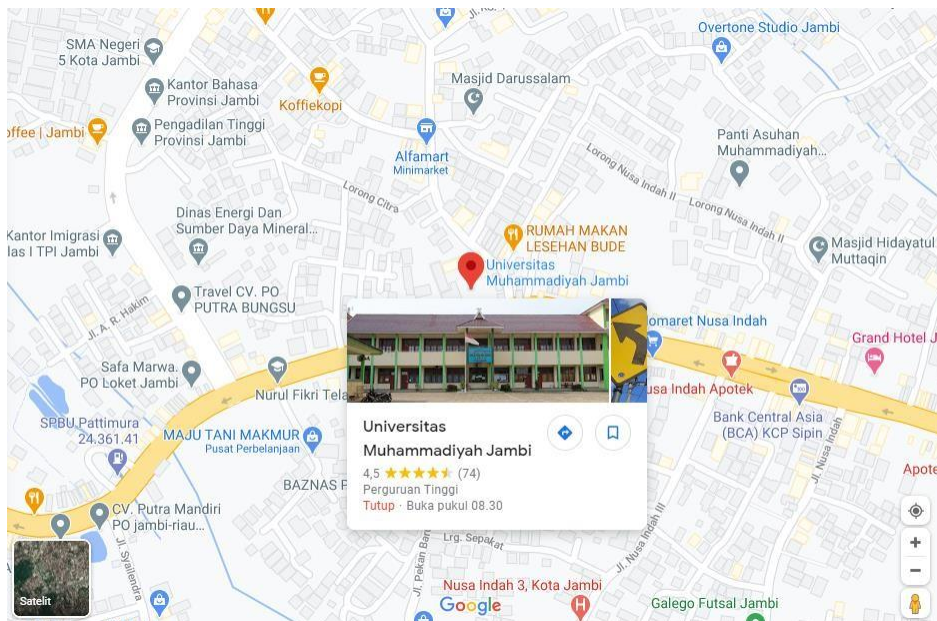 Jl.
Overtone Studio Jambi
SMA Negeri
5 Kota Jambi
Kantor Bahasa
Provinsi Jambi
Koffiekopi
Masjid Darussalam
offee | Jambi
Pengadilan Tinggi
Provinsi Jambi
Alfamart
Minimarket
Panti Asuhan
Muhammadiyah...
Lorong Nusa Indah II
Lorong Nusa Indah II
Lorong Citra
Dinas Energi Dan
Sumber Daya Mineral...
Kantor Imigrasi
las I TPI Jambi
RUMAH MAKAN
LESEHAN BUDE
Masjid Hidayatul
Muttaqin
Universitas
Muhammadiyah Jambi
Travel CV. PO
PUTRA BUNGSU
Jl. A. R. Hakim
omaret Nusa Indah
Grand Hotel J
Safa Marwa.
PO Loket Jambi
Nurul Fikri Tela
usa Indah Apotek
Bank Central Asia
(BCA) KCP Sipin
SPBU Pattimura
24.361.41
MAJU TANI MAKMUR
Pusat Perbelanjaan
Universitas
Muhammadiyah Jambi
4,5 (74)
Perguruan Tinggi
Tutup · Buka pukul 08.30
Jl. Nusa Indah
Apote
BAZNAS P
CV. Putra Mandiri
PO jambi-riau...
Jl. Syailendra
Jl. Pekan Bar
Lrg. Sepakat
Jl. Nusa Indah III
Nusa Indah 3, Kota Jambi
Google
Galego Futsal Jambi
Satelit